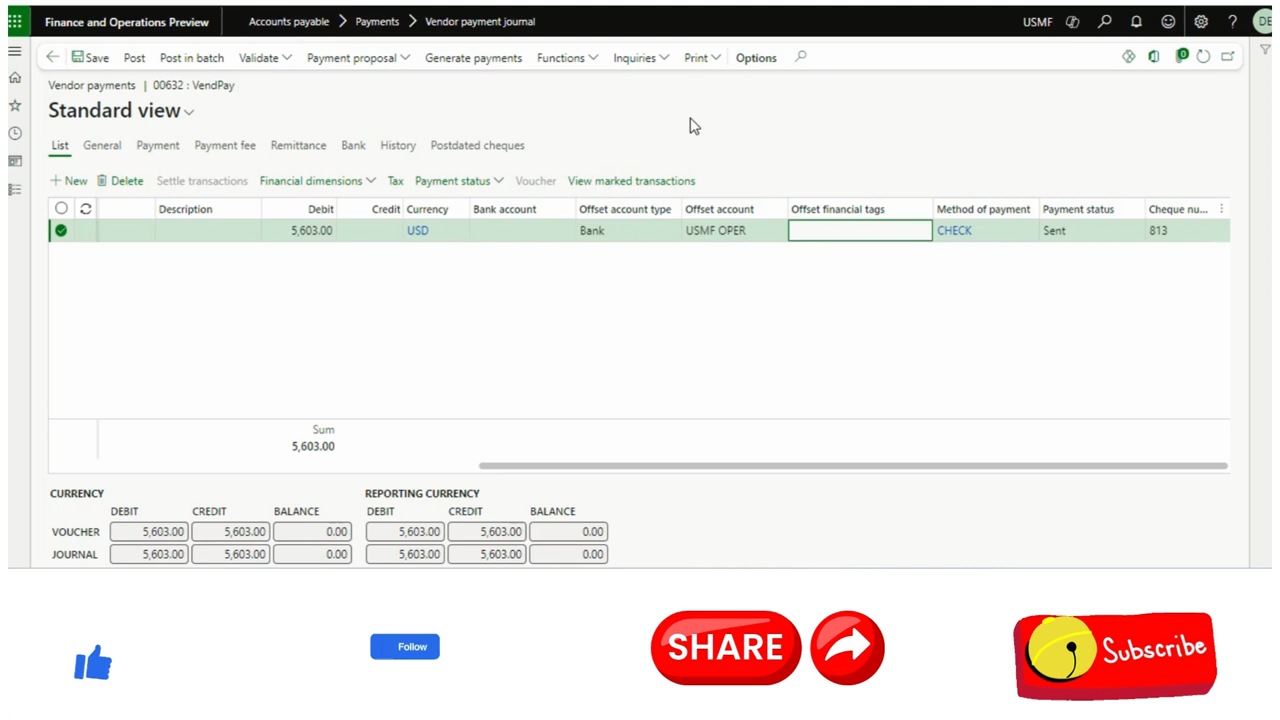 Finance and Operations Preview Accounts payable Payments Vendor payment journal USMF ? DE
Save Post Post in batch Validate Payment proposal Generate payments Functions Inquiries Print Options 0
Vendor payments | 00632 : VendPay
Standard view
List General Payment Payment fee Remittance Bank History Postdated cheques
New Delete Settle transactions Financial dimensions Tax Payment status Voucher View marked transactions
Description Debit Credit Currency Bank account Offset account type Offset account Offset financial tags Method of payment Payment status Cheque nu...
5,603.00 USD Bank USMF OPER CHECK Sent 813
Sum
5,603.00
CURRENCY REPORTING CURRENCY
DEBIT CREDIT BALANCE DEBIT CREDIT BALANCE
VOUCHER 5,603.00 5,603.00 0.00 5,603.00 5,603.00 0.00
JOURNAL 5,603.00 5,603.00 0.00 5,603.00 5,603.00 0.00
Follow SHARE Subscribe